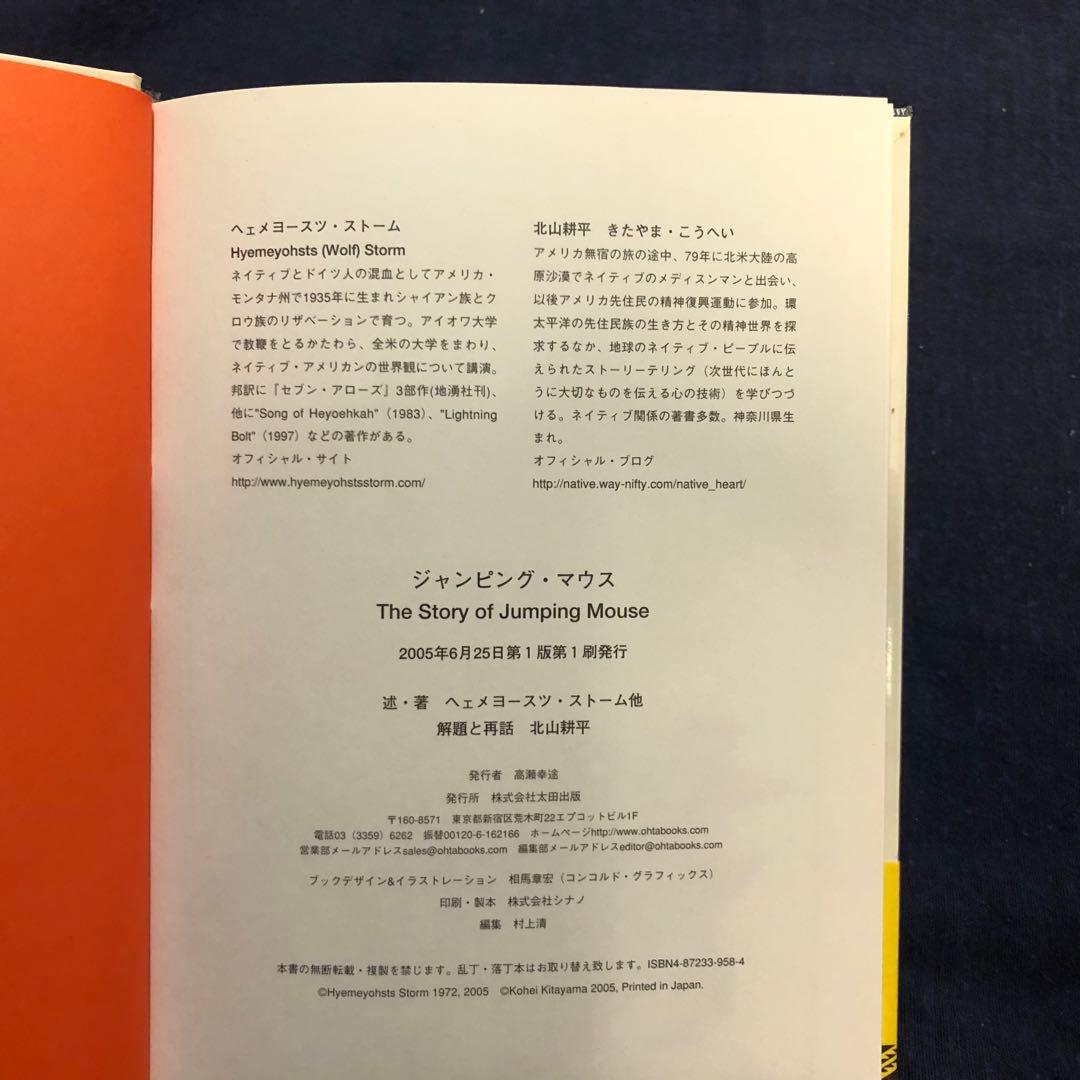 ヘェメヨースツ・ストーム
Hyemeyohsts (Wolf) Storm
ネイティブとドイツ人の混血としてアメリカ・
モンタナ州で1935年に生まれシャイアン族とク
ロウ族のリザベーションで育つ。アイオワ大学
で教鞭をとるかたわら、全米の大学をまわり、
ネイティブ・アメリカンの世界観について講演。
邦訳に『セブン・アローズ』3部作(地湧社刊)、
他に"Song of Heyoehkah"（1983）、"Lightning
Bolt"（1997）などの著作がある。
オフィシャル・サイト
http://www.hyemeyohstsstorm.com/
北山耕平　きたやま・こうへい
アメリカ無宿の旅の途中、79年に北米大陸の高
原沙漠でネイティブのメディスンマンと出会い、
以後アメリカ先住民の精神復興運動に参加。環
太平洋の先住民族の生き方とその精神世界を探
求するなか、地球のネイティブ・ピープルに伝
えられたストーリーテリング（次世代にほんと
うに大切なものを伝える心の技術）を学びつづ
ける。ネイティブ関係の著書多数。神奈川県生
まれ。
オフィシャル・ブログ
http://native.way-nifty.com/native_heart/
ジャンピング・マウス
The Story of Jumping Mouse
2005年6月25日第1版第1刷発行
述・著　ヘェメヨースツ・ストーム他
解題と再話　北山耕平
発行者　高瀬幸途
発行所　株式会社太田出版
〒160-8571　東京都新宿区荒木町22エプコットビル1F
電話03（3359）6262　振替00120-6-162166　ホームページhttp://www.ohtabooks.com
営業部メールアドレスsales@ohtabooks.com　編集部メールアドレスeditor@ohtabooks.com
ブックデザイン&イラストレーション　相馬章宏（コンコルド・グラフィックス）
印刷・製本　株式会社シナノ
編集　村上清
本書の無断転載・複製を禁じます。乱丁・落丁本はお取り替え致します。ISBN4-87233-958-4
©Hyemeyohsts Storm 1972, 2005　©Kohei Kitayama 2005, Printed in Japan.